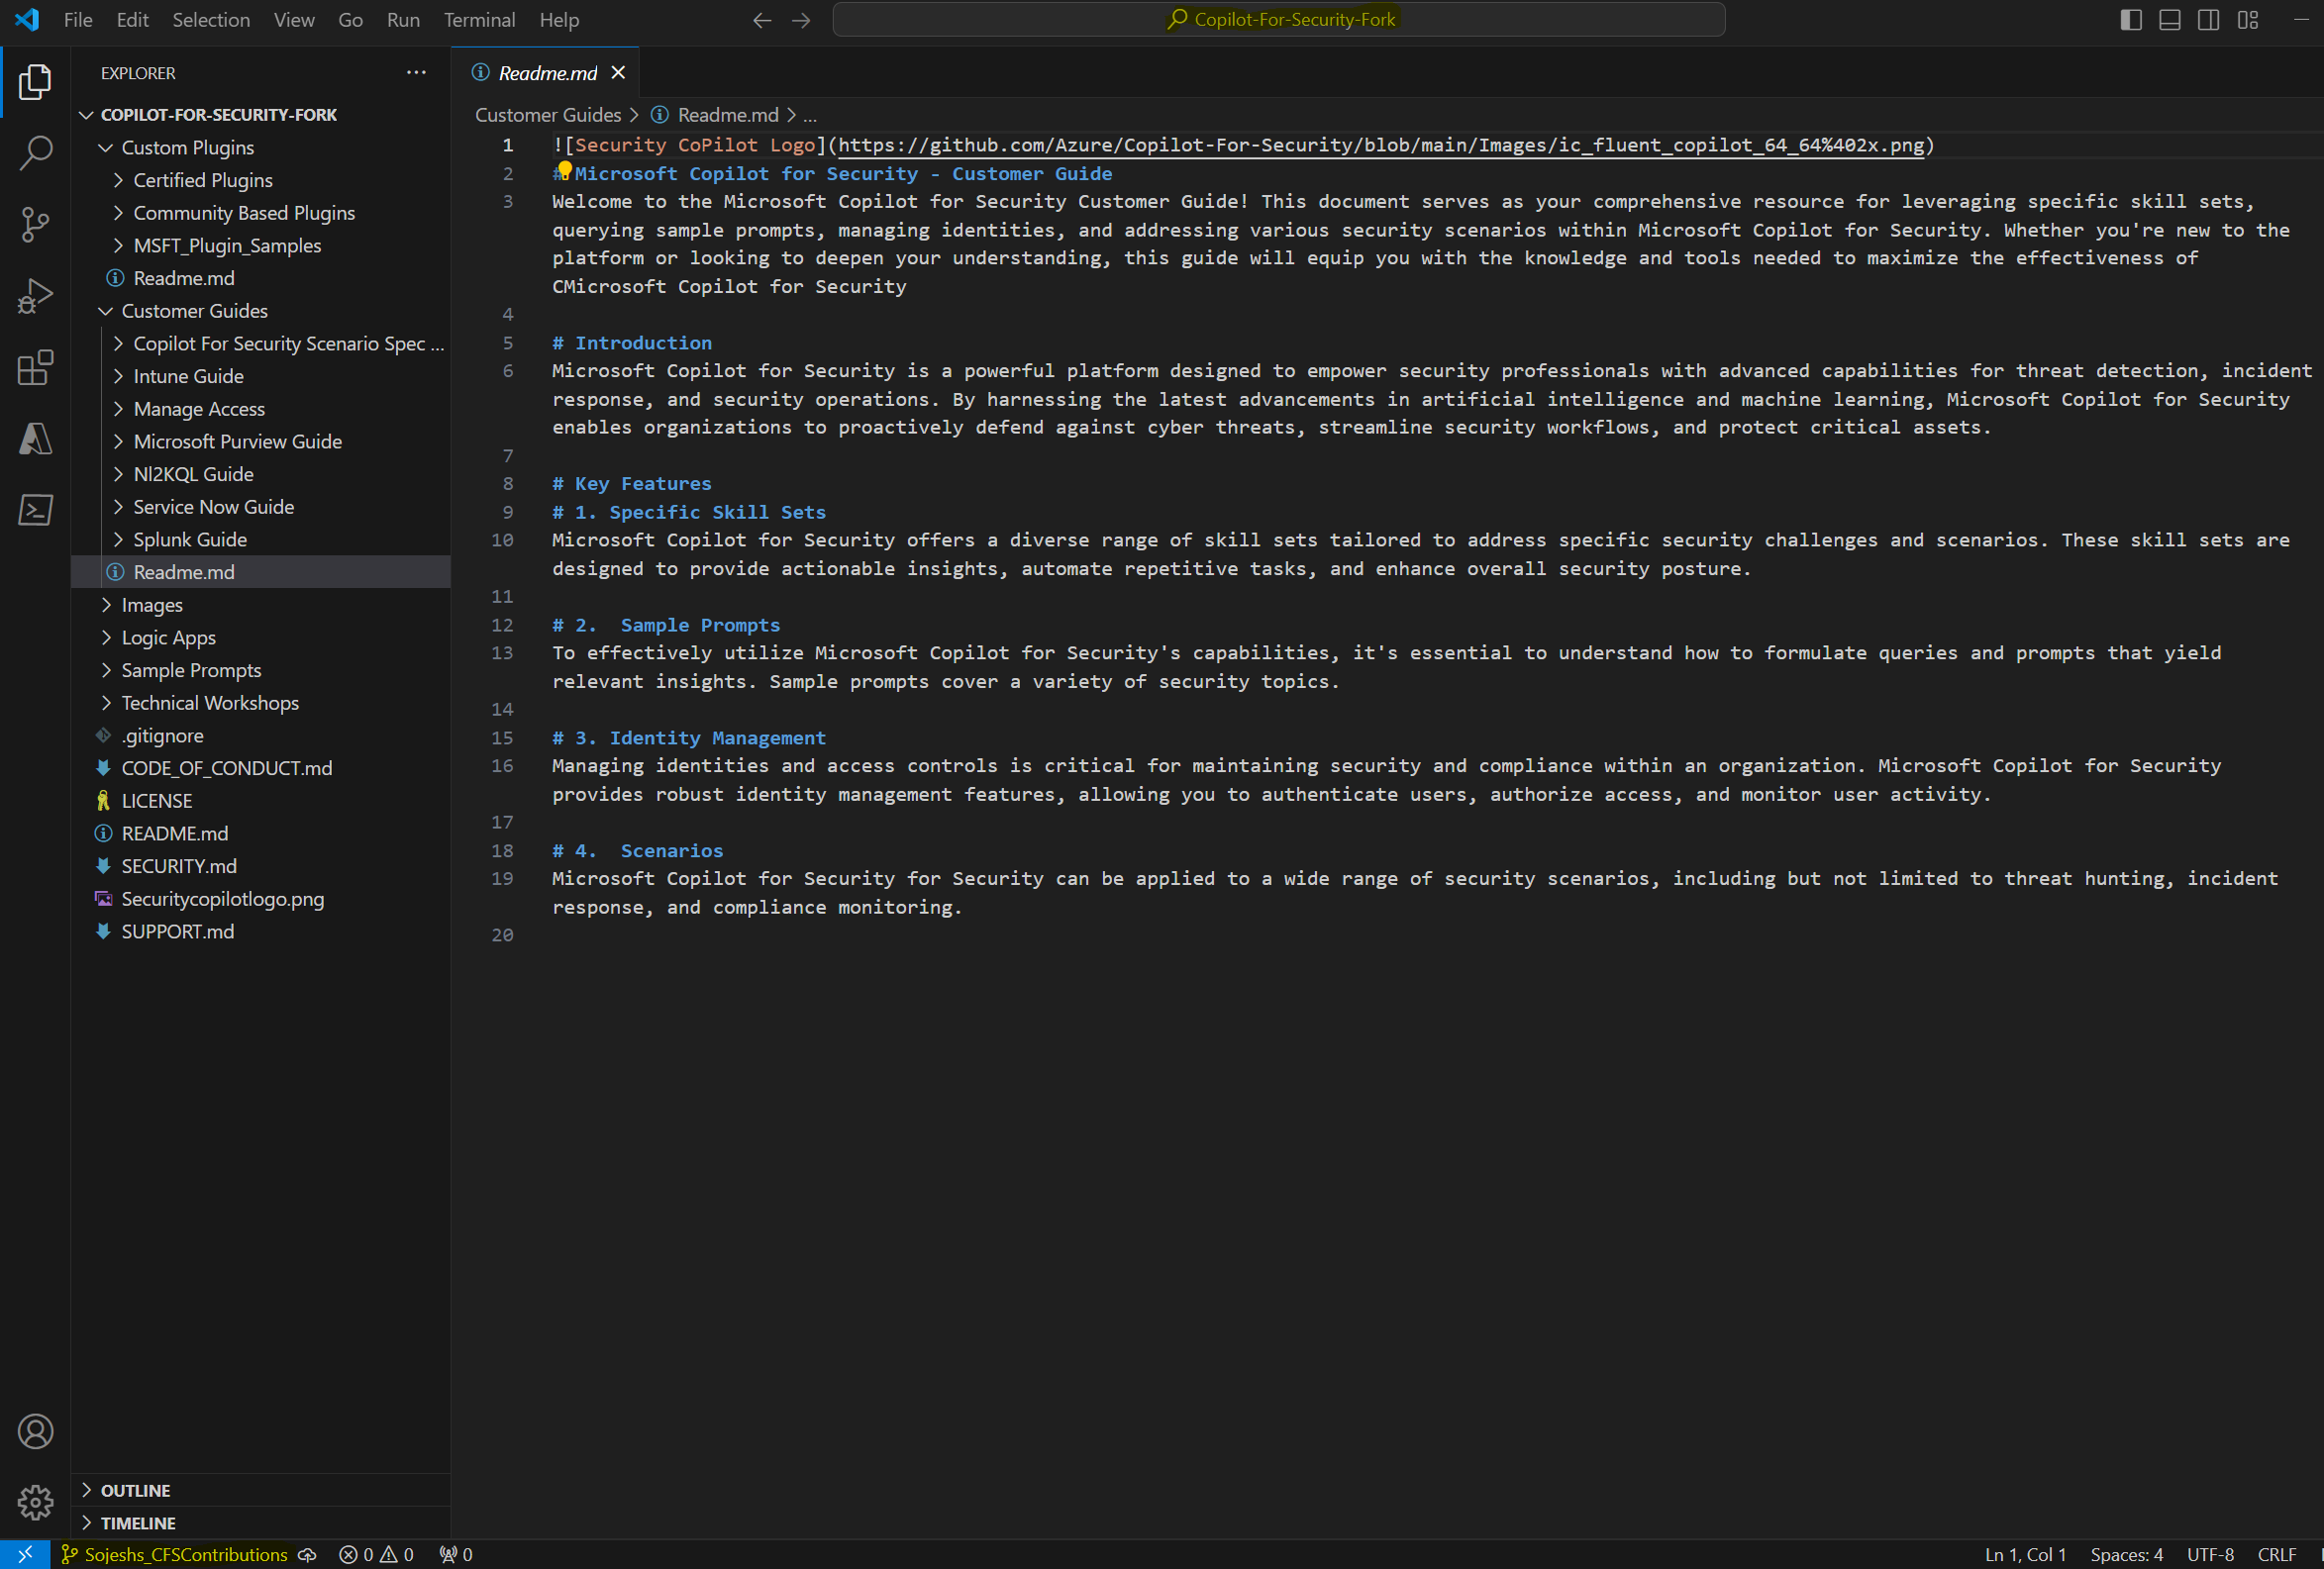 File Edit Selection View Go Run Terminal Help
Copilot-For-Security-Fork
EXPLORER
COPILOT-FOR-SECURITY-FORK
Custom Plugins
Certified Plugins
Community Based Plugins
MSFT_Plugin_Samples
Readme.md
Customer Guides
Copilot For Security Scenario Spec ...
Intune Guide
Manage Access
Microsoft Purview Guide
Nl2KQL Guide
Service Now Guide
Splunk Guide
Readme.md
Images
Logic Apps
Sample Prompts
Technical Workshops
.gitignore
CODE_OF_CONDUCT.md
LICENSE
README.md
SECURITY.md
Securitycopilotlogo.png
SUPPORT.md
OUTLINE
TIMELINE
Readme.md
Customer Guides > Readme.md > ...
1 ![Security CoPilot Logo](https://github.com/Azure/Copilot-For-Security/blob/main/Images/ic_fluent_copilot_64_64%402x.png)
2 # Microsoft Copilot for Security - Customer Guide
3 Welcome to the Microsoft Copilot for Security Customer Guide! This document serves as your comprehensive resource for leveraging specific skill sets,
querying sample prompts, managing identities, and addressing various security scenarios within Microsoft Copilot for Security. Whether you're new to the
platform or looking to deepen your understanding, this guide will equip you with the knowledge and tools needed to maximize the effectiveness of
CMicrosoft Copilot for Security
4
5 # Introduction
6 Microsoft Copilot for Security is a powerful platform designed to empower security professionals with advanced capabilities for threat detection, incident
response, and security operations. By harnessing the latest advancements in artificial intelligence and machine learning, Microsoft Copilot for Security
enables organizations to proactively defend against cyber threats, streamline security workflows, and protect critical assets.
7
8 # Key Features
9 # 1. Specific Skill Sets
10 Microsoft Copilot for Security offers a diverse range of skill sets tailored to address specific security challenges and scenarios. These skill sets are
designed to provide actionable insights, automate repetitive tasks, and enhance overall security posture.
11
12 # 2.  Sample Prompts
13 To effectively utilize Microsoft Copilot for Security's capabilities, it's essential to understand how to formulate queries and prompts that yield
relevant insights. Sample prompts cover a variety of security topics.
14
15 # 3. Identity Management
16 Managing identities and access controls is critical for maintaining security and compliance within an organization. Microsoft Copilot for Security
provides robust identity management features, allowing you to authenticate users, authorize access, and monitor user activity.
17
18 # 4.  Scenarios
19 Microsoft Copilot for Security for Security can be applied to a wide range of security scenarios, including but not limited to threat hunting, incident
response, and compliance monitoring.
20
Sojeshs_CFSContributions 0 0 0 Ln 1, Col 1 Spaces: 4 UTF-8 CRLF